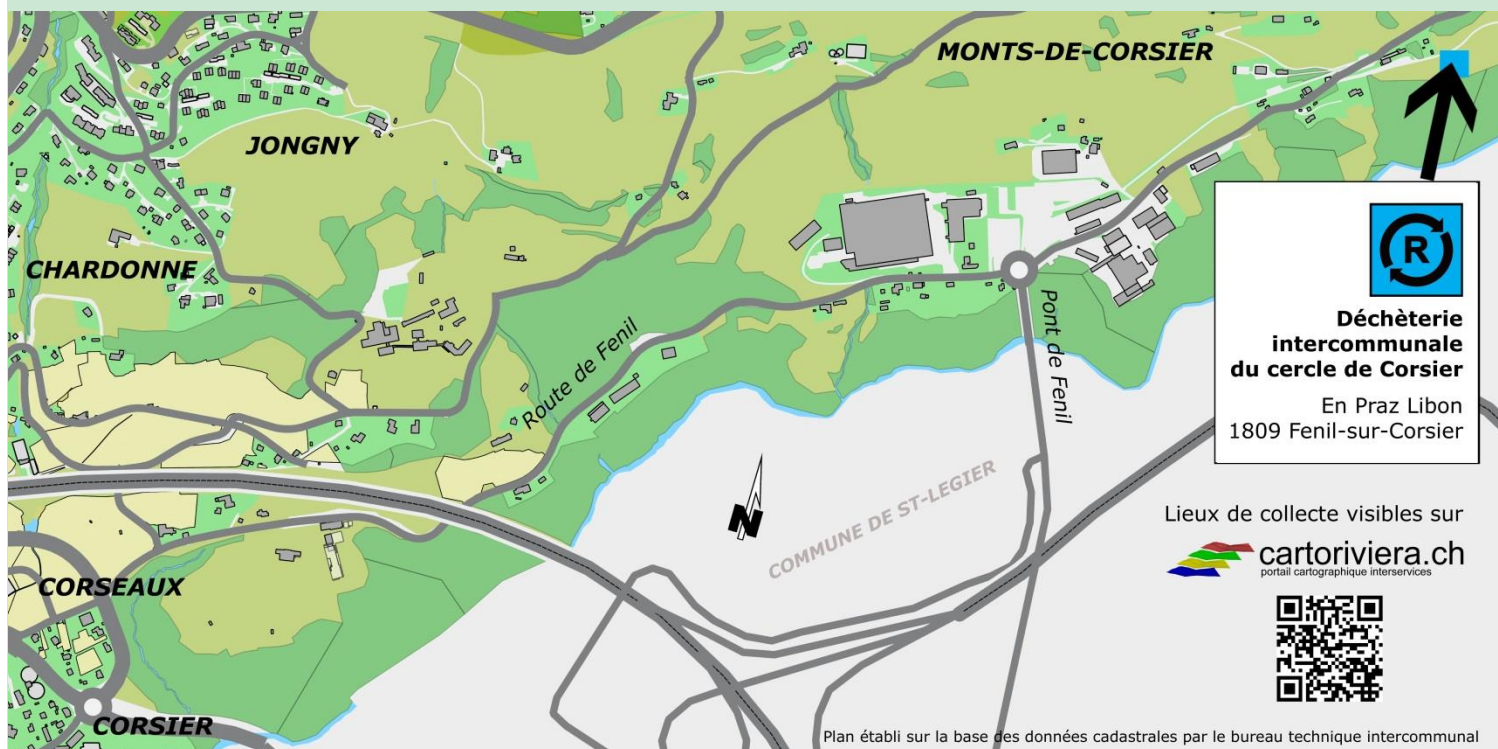 MONTS-DE-CORSIER
JONGNY
CHARDONNE
Route de Fenil
Pont de Fenil
R
Déchèterie
intercommunale
du cercle de Corsier
En Praz Libon
1809 Fenil-sur-Corsier
N
COMMUNE DE ST-LEGIER
Lieux de collecte visibles sur
cartoriviera.ch
portail cartographique interservices
CORSEAUX
CORSIER
Plan établi sur la base des données cadastrales par le bureau technique intercommunal